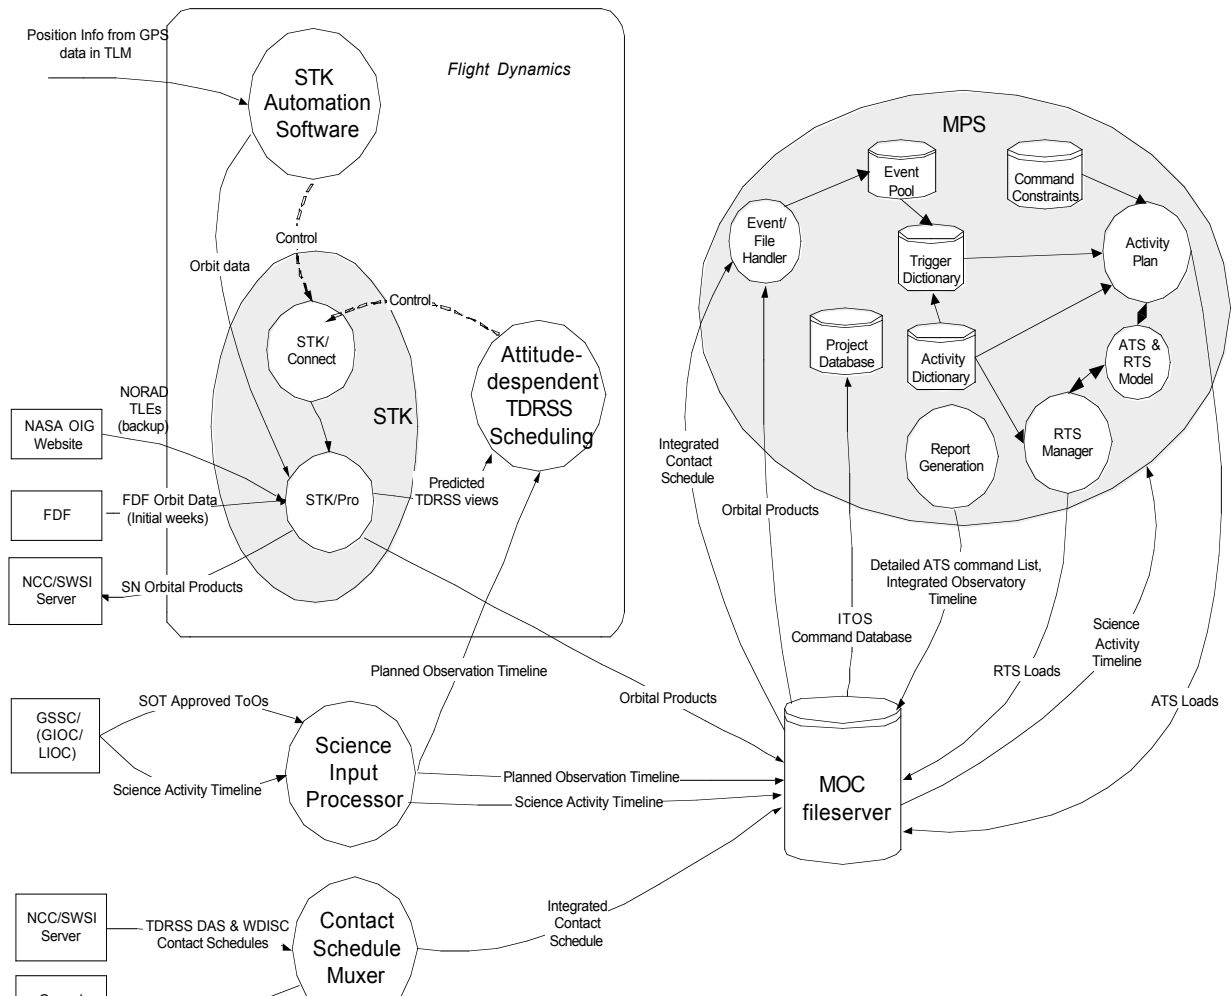 Position Info from GPS
data in TLM
STK
Automation
Software
Flight Dynamics
Control
Orbit data
Control
STK/
Connect
STK
Attitude-
despendent
TDRSS
Scheduling
NORAD
TLEs
(backup)
NASA OIG
Website
STK/Pro
Predicted
TDRSS views
FDF
FDF Orbit Data
(Initial weeks)
NCC/SWSI
Server
SN Orbital Products
MPS
Event
Pool
Command
Constraints
Event/
File
Handler
Trigger
Dictionary
Activity
Plan
Project
Database
Activity
Dictionary
ATS &
RTS
Model
Report
Generation
RTS
Manager
Integrated
Contact
Schedule
Orbital Products
Detailed ATS command List,
Integrated Observatory
Timeline
ITOS
Command Database
Science
Activity
Timeline
RTS Loads
ATS Loads
Planned Observation Timeline
Orbital Products
GSSC/
(GIOC/
LIOC)
SOT Approved ToOs
Science Activity Timeline
Science
Input
Processor
Planned Observation Timeline
Science Activity Timeline
MOC
fileserver
NCC/SWSI
Server
TDRSS DAS & WDISC
Contact Schedules
Contact
Schedule
Muxer
Integrated
Contact
Schedule